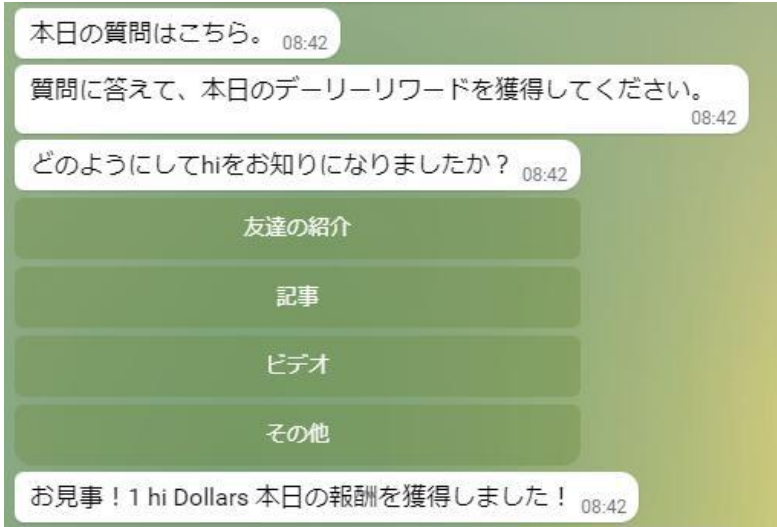 本日の質問はこちら。 08:42
質問に答えて、本日のデーリーリワードを獲得してください。
08:42
どのようにしてhiをお知りになりましたか？ 08:42
友達の紹介
記事
ビデオ
その他
お見事！1 hi Dollars 本日の報酬を獲得しました！ 08:42